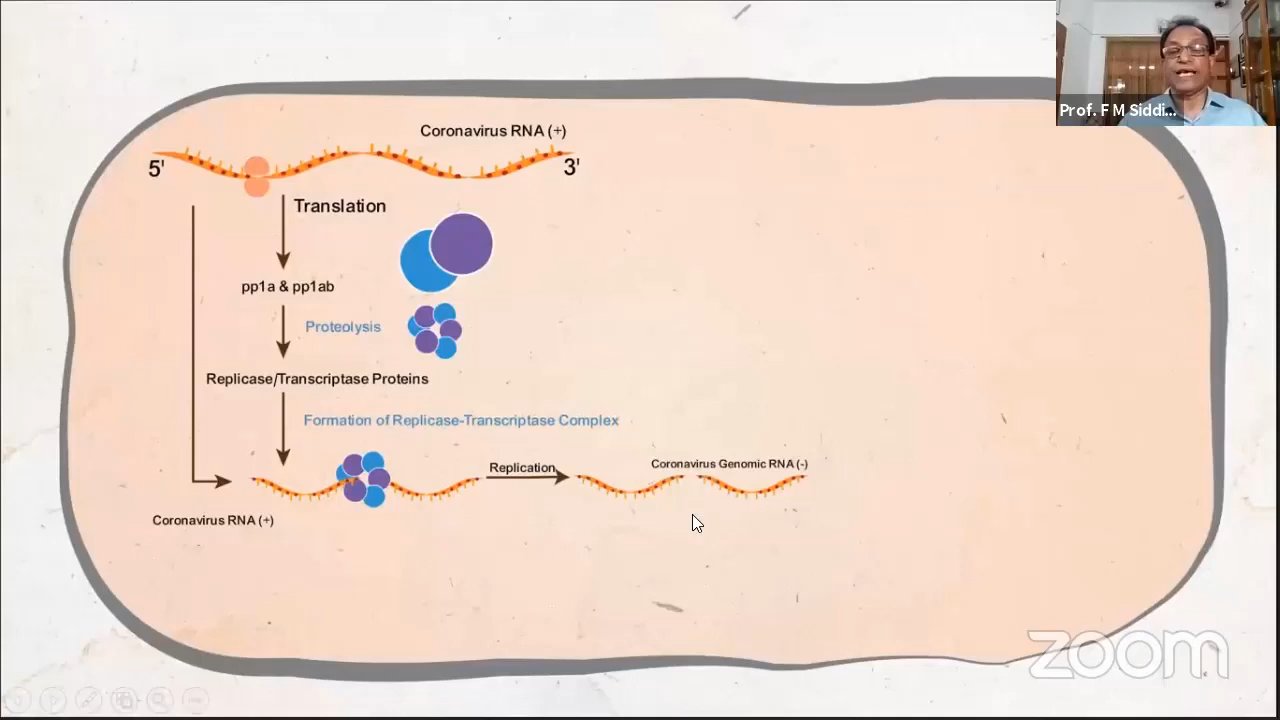 Prof. F M Siddi...
Coronavirus RNA (+)
5'
3'
Translation
pp1a & pp1ab
Proteolysis
Replicase/Transcriptase Proteins
Formation of Replicase-Transcriptase Complex
Replication
Coronavirus Genomic RNA (-)
Coronavirus RNA (+)
zoom